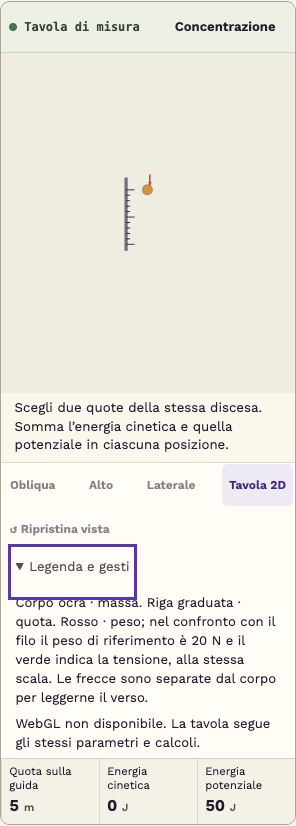 Tavola di misura
Concentrazione
Scegli due quote della stessa discesa.
Somma l’energia cinetica e quella
potenziale in ciascuna posizione.
Obliqua
Alto
Laterale
Tavola 2D
↺ Ripristina vista
▼ Legenda e gesti
Corpo ocra · massa. Riga graduata ·
quota. Rosso · peso; nel confronto con il
filo il peso di riferimento è 20 N e il
verde indica la tensione, alla stessa
scala. Le frecce sono separate dal corpo
per leggerne il verso.
WebGL non disponibile. La tavola segue
gli stessi parametri e calcoli.
Quota sulla
guida
5 m
Energia
cinetica
0 J
Energia
potenziale
50 J